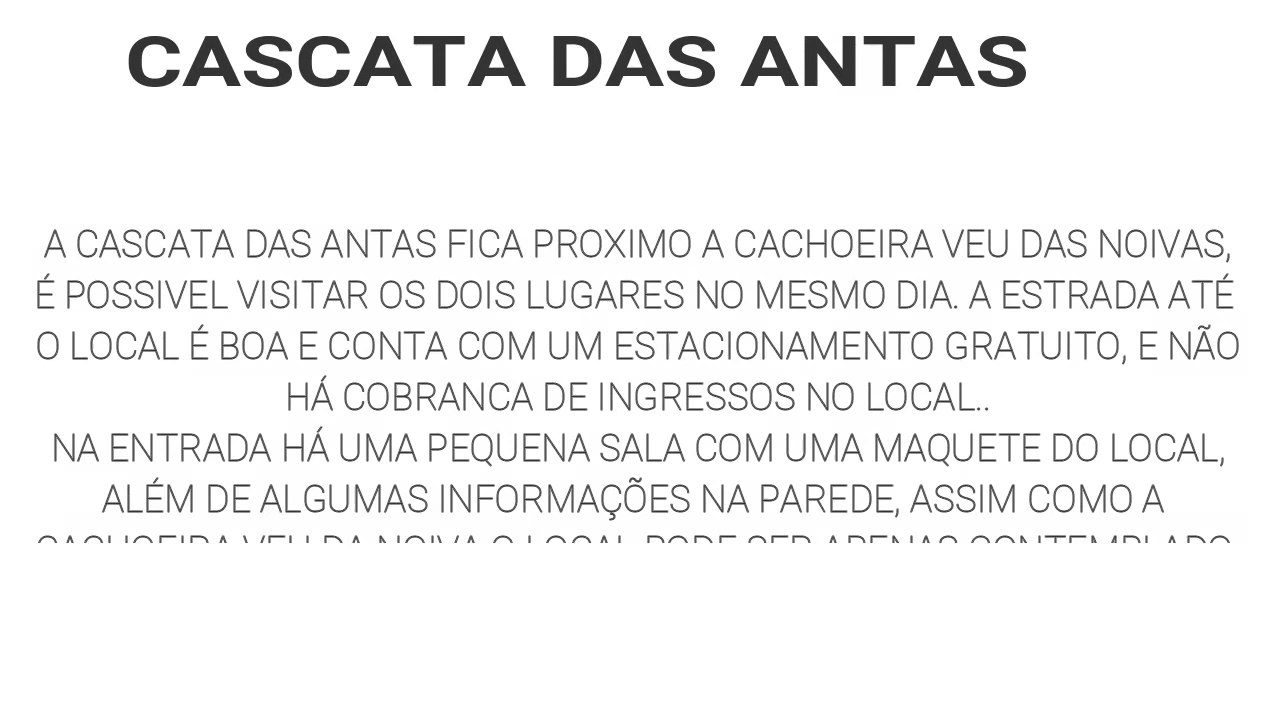 CASCATA DAS ANTAS
A CASCATA DAS ANTAS FICA PROXIMO A CACHOEIRA VEU DAS NOIVAS,
É POSSIVEL VISITAR OS DOIS LUGARES NO MESMO DIA. A ESTRADA ATÉ
O LOCAL É BOA E CONTA COM UM ESTACIONAMENTO GRATUITO, E NÃO
HÁ COBRANCA DE INGRESSOS NO LOCAL..
NA ENTRADA HÁ UMA PEQUENA SALA COM UMA MAQUETE DO LOCAL,
ALÉM DE ALGUMAS INFORMAÇÕES NA PAREDE, ASSIM COMO A